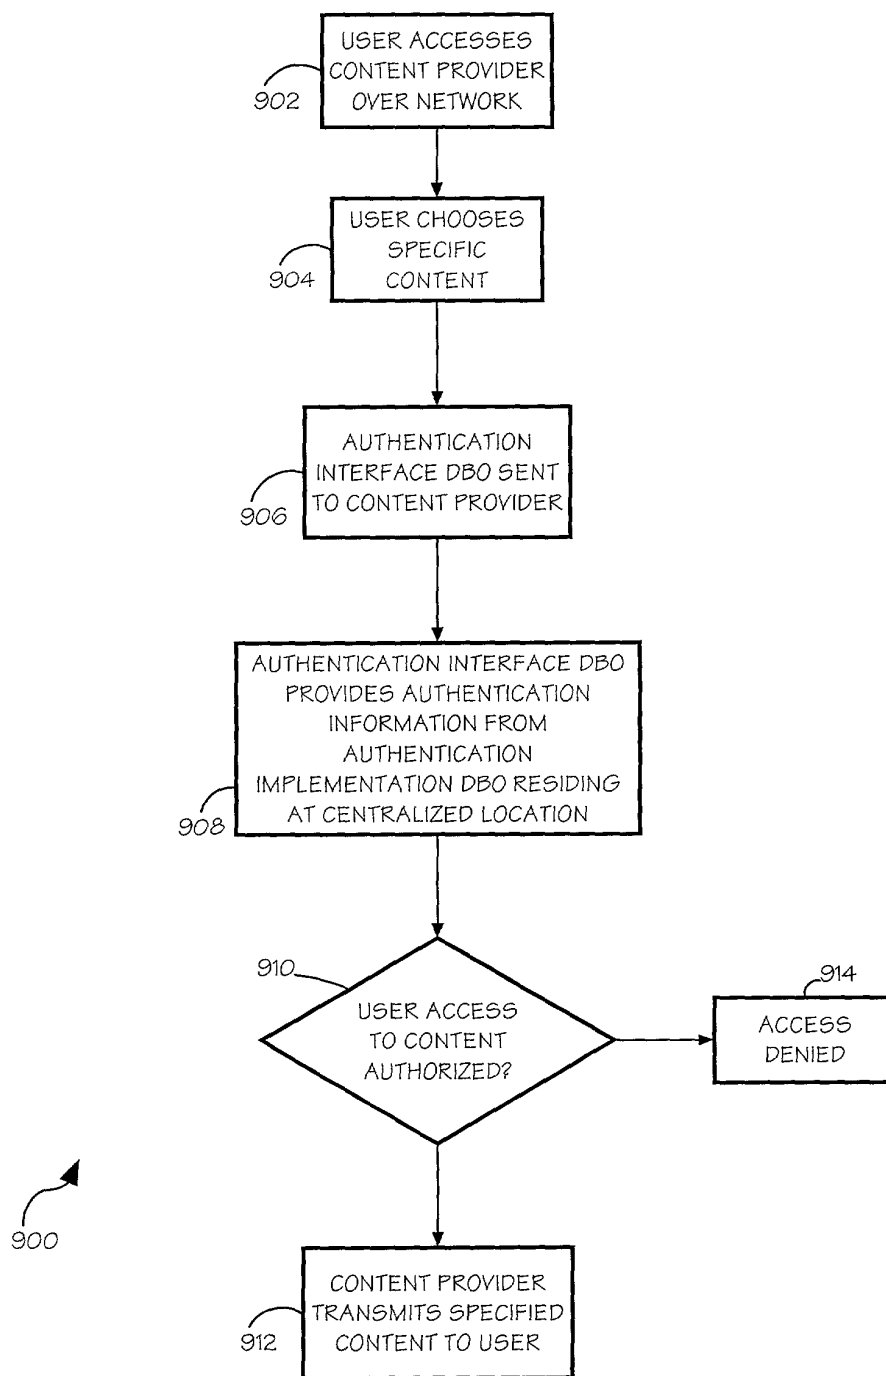 USER ACCESSES
CONTENT PROVIDER
OVER NETWORK
902
USER CHOOSES
SPECIFIC
CONTENT
904
AUTHENTICATION
INTERFACE DBO SENT
TO CONTENT PROVIDER
906
AUTHENTICATION INTERFACE DBO
PROVIDES AUTHENTICATION
INFORMATION FROM
AUTHENTICATION
IMPLEMENTATION DBO RESIDING
AT CENTRALIZED LOCATION
908
910
USER ACCESS
TO CONTENT
AUTHORIZED?
914
ACCESS
DENIED
900
CONTENT PROVIDER
TRANSMITS SPECIFIED
CONTENT TO USER
912